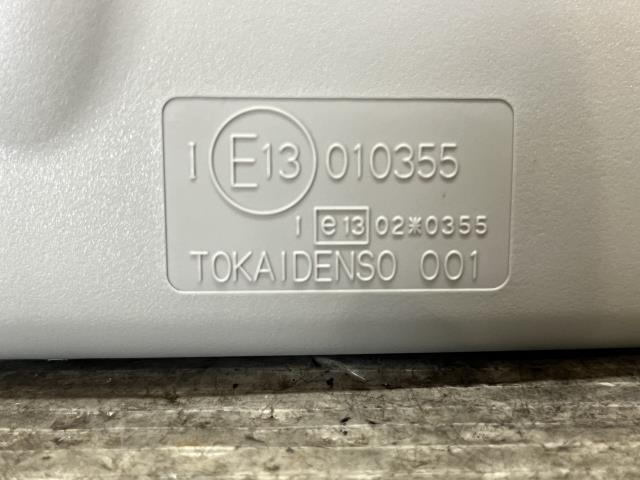 I E13 010355
I e13 02※0355
TOKAIDENSO 001